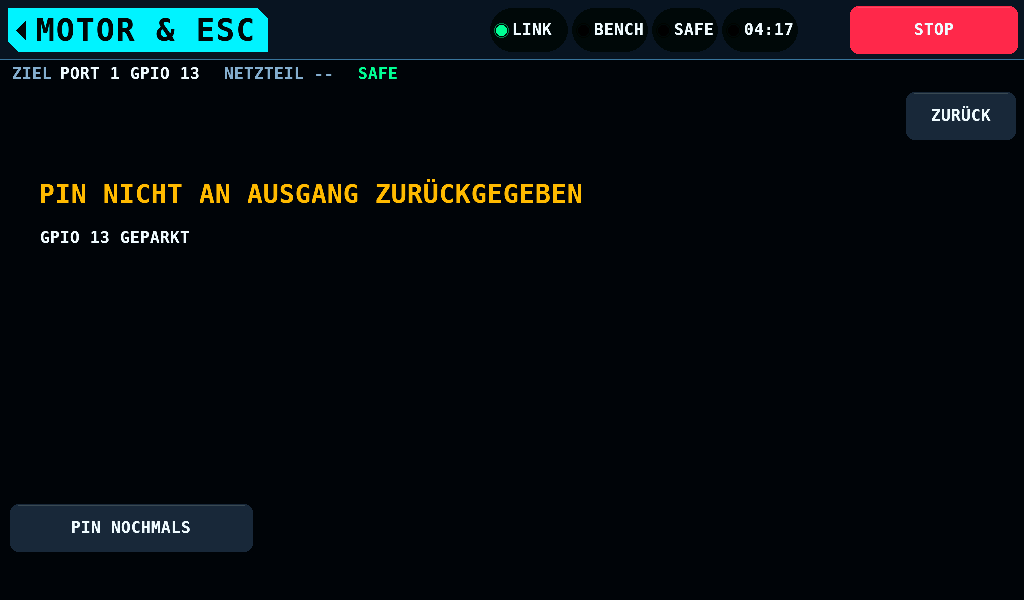 MOTOR & ESC
LINK
BENCH
SAFE
04:17
STOP
ZIEL PORT 1 GPIO 13 NETZTEIL -- SAFE
ZURÜCK
PIN NICHT AN AUSGANG ZURÜCKGEGEBEN
GPIO 13 GEPARKT
PIN NOCHMALS